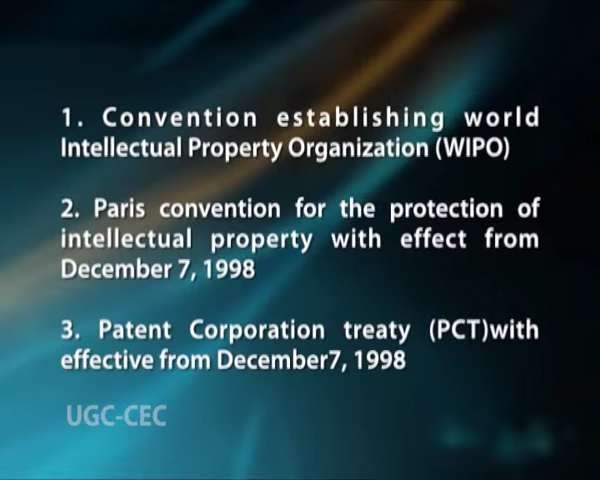 1. Convention establishing world
Intellectual Property Organization (WIPO)
2. Paris convention for the protection of
intellectual property with effect from
December 7, 1998
3. Patent Corporation treaty (PCT)with
effective from December7, 1998
UGC-CEC